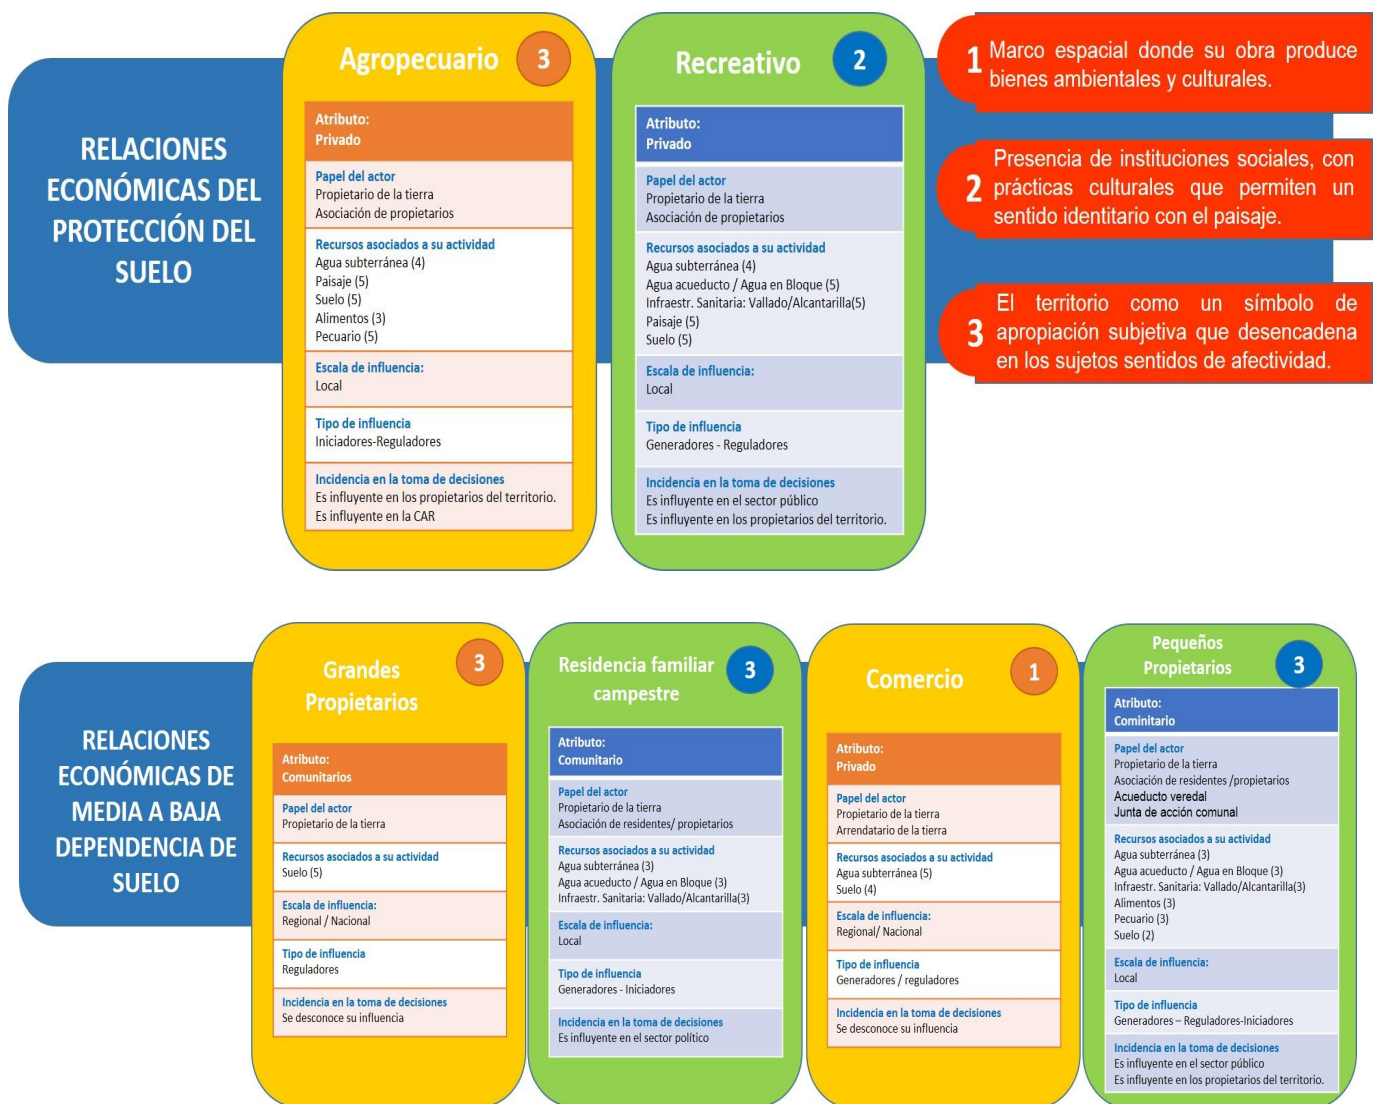 RELACIONES
ECONÓMICAS DEL
PROTECCIÓN DEL
SUELO
Agropecuario
3
Atributo:
Privado
Papel del actor
Propietario de la tierra
Asociación de propietarios
Recursos asociados a su actividad
Agua subterránea (4)
Paisaje (5)
Suelo (5)
Alimentos (3)
Pecuario (5)
Escala de influencia:
Local
Tipo de influencia
Iniciadores-Reguladores
Incidencia en la toma de decisiones
Es influyente en los propietarios del territorio.
Es influyente en la CAR
Recreativo
2
Atributo:
Privado
Papel del actor
Propietario de la tierra
Asociación de propietarios
Recursos asociados a su actividad
Agua subterránea (4)
Agua acueducto / Agua en Bloque (5)
Infraestr. Sanitaria: Vallado/Alcantarilla(5)
Paisaje (5)
Suelo (5)
Escala de influencia:
Local
Tipo de influencia
Generadores - Reguladores
Incidencia en la toma de decisiones
Es influyente en el sector público
Es influyente en los propietarios del territorio.
1
Marco espacial donde su obra produce
bienes ambientales y culturales.
2
Presencia de instituciones sociales, con
prácticas culturales que permiten un
sentido identitario con el paisaje.
3
El territorio como un símbolo de
apropiación subjetiva que desencadena
en los sujetos sentidos de afectividad.
RELACIONES
ECONÓMICAS DE
MEDIA A BAJA
DEPENDENCIA DE
SUELO
Grandes
Propietarios
3
Atributo:
Comunitarios
Papel del actor
Propietario de la tierra
Recursos asociados a su actividad
Suelo (5)
Escala de influencia:
Regional / Nacional
Tipo de influencia
Reguladores
Incidencia en la toma de decisiones
Se desconoce su influencia
Residencia familiar
campestre
3
Atributo:
Comunitario
Papel del actor
Propietario de la tierra
Asociación de residentes/ propietarios
Recursos asociados a su actividad
Agua subterránea (3)
Agua acueducto / Agua en Bloque (3)
Infraestr. Sanitaria: Vallado/Alcantarilla(3)
Escala de influencia:
Local
Tipo de influencia
Generadores - Iniciadores
Incidencia en la toma de decisiones
Es influyente en el sector político
Comercio
1
Atributo:
Privado
Papel del actor
Propietario de la tierra
Arrendatario de la tierra
Recursos asociados a su actividad
Agua subterránea (5)
Suelo (4)
Escala de influencia:
Regional/ Nacional
Tipo de influencia
Generadores / reguladores
Incidencia en la toma de decisiones
Se desconoce su influencia
Pequeños
Propietarios
3
Atributo:
Cominitario
Papel del actor
Propietario de la tierra
Asociación de residentes /propietarios
Acueducto veredal
Junta de acción comunal
Recursos asociados a su actividad
Agua subterránea (3)
Agua acueducto / Agua en Bloque (3)
Infraestr. Sanitaria: Vallado/Alcantarilla(3)
Alimentos (3)
Pecuario (3)
Suelo (2)
Escala de influencia:
Local
Tipo de influencia
Generadores – Reguladores-Iniciadores
Incidencia en la toma de decisiones
Es influyente en el sector público
Es influyente en los propietarios del territorio.